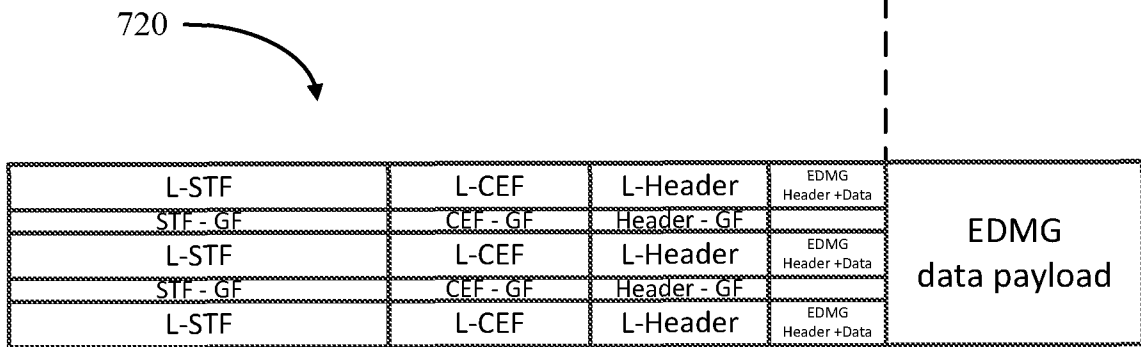 720
L-STF L-CEF L-Header EDMG
Header +Data
STF - GF CEF - GF Header - GF
L-STF L-CEF L-Header EDMG
Header +Data
STF - GF CEF - GF Header - GF
L-STF L-CEF L-Header EDMG
Header +Data
EDMG
data payload